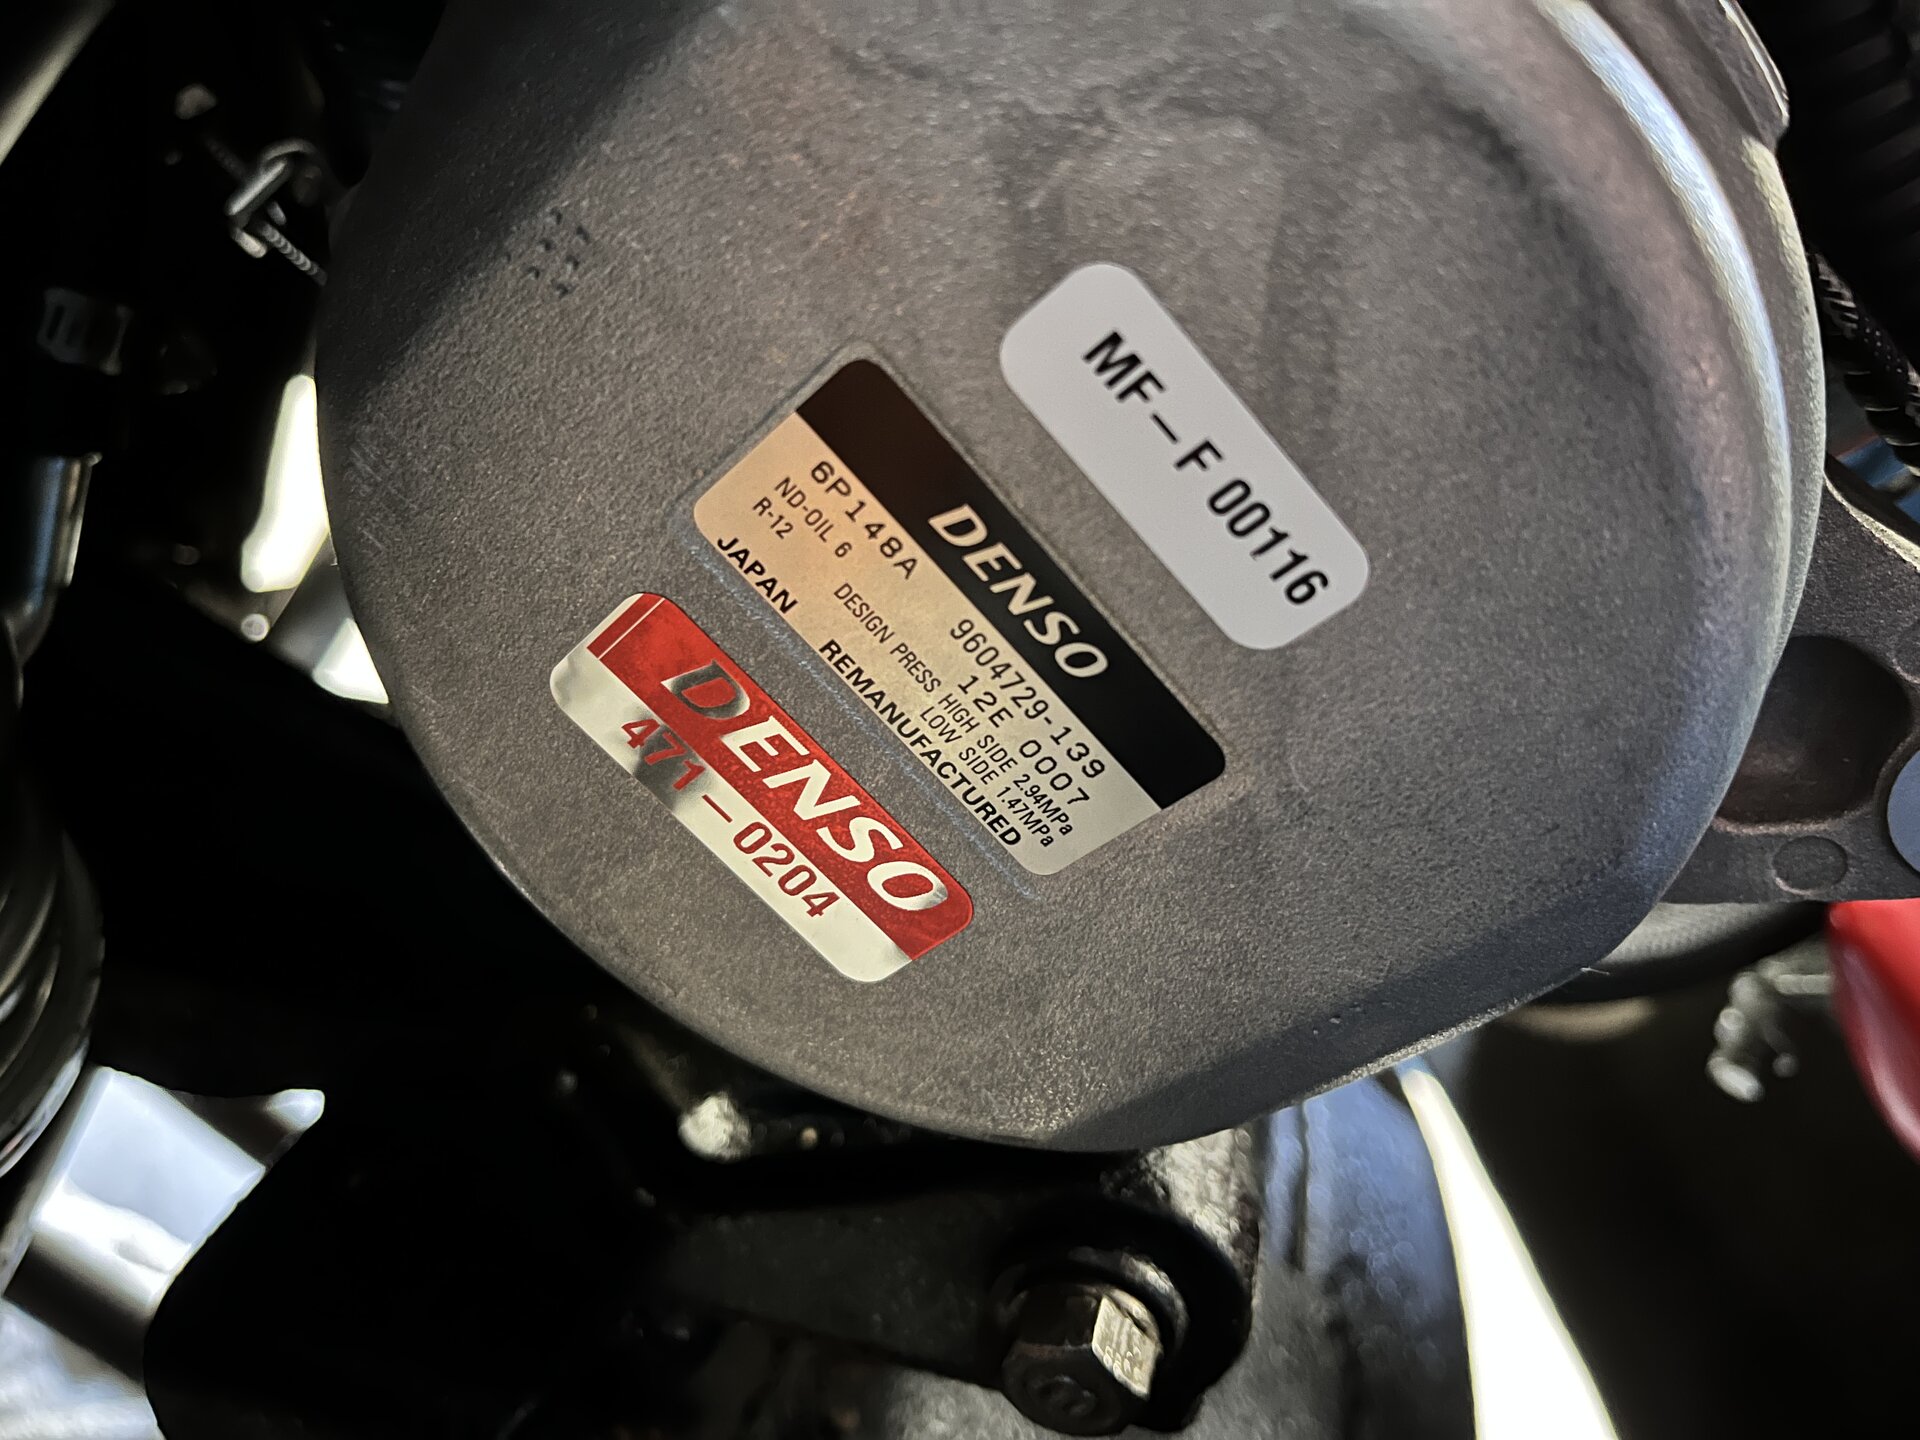 MF-F00116
DENSO
6P148A 9604729-139
ND-OIL 6 12E 0007
R-12 DESIGN PRESS HIGH SIDE 2.94MPa
LOW SIDE 1.47MPa
JAPAN REMANUFACTURED
DENSO
471-0204